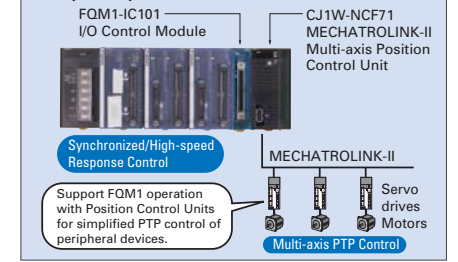 FQM1-IC101
I/O Control Module
CJ1W-NCF71
MECHATROLINK-II
Multi-axis Position
Control Unit
Synchronized/High-speed
Response Control
MECHATROLINK-II
Support FQM1 operation
with Position Control Units
for simplified PTP control of
peripheral devices.
Servo
drives
Motors
Multi-axis PTP Control